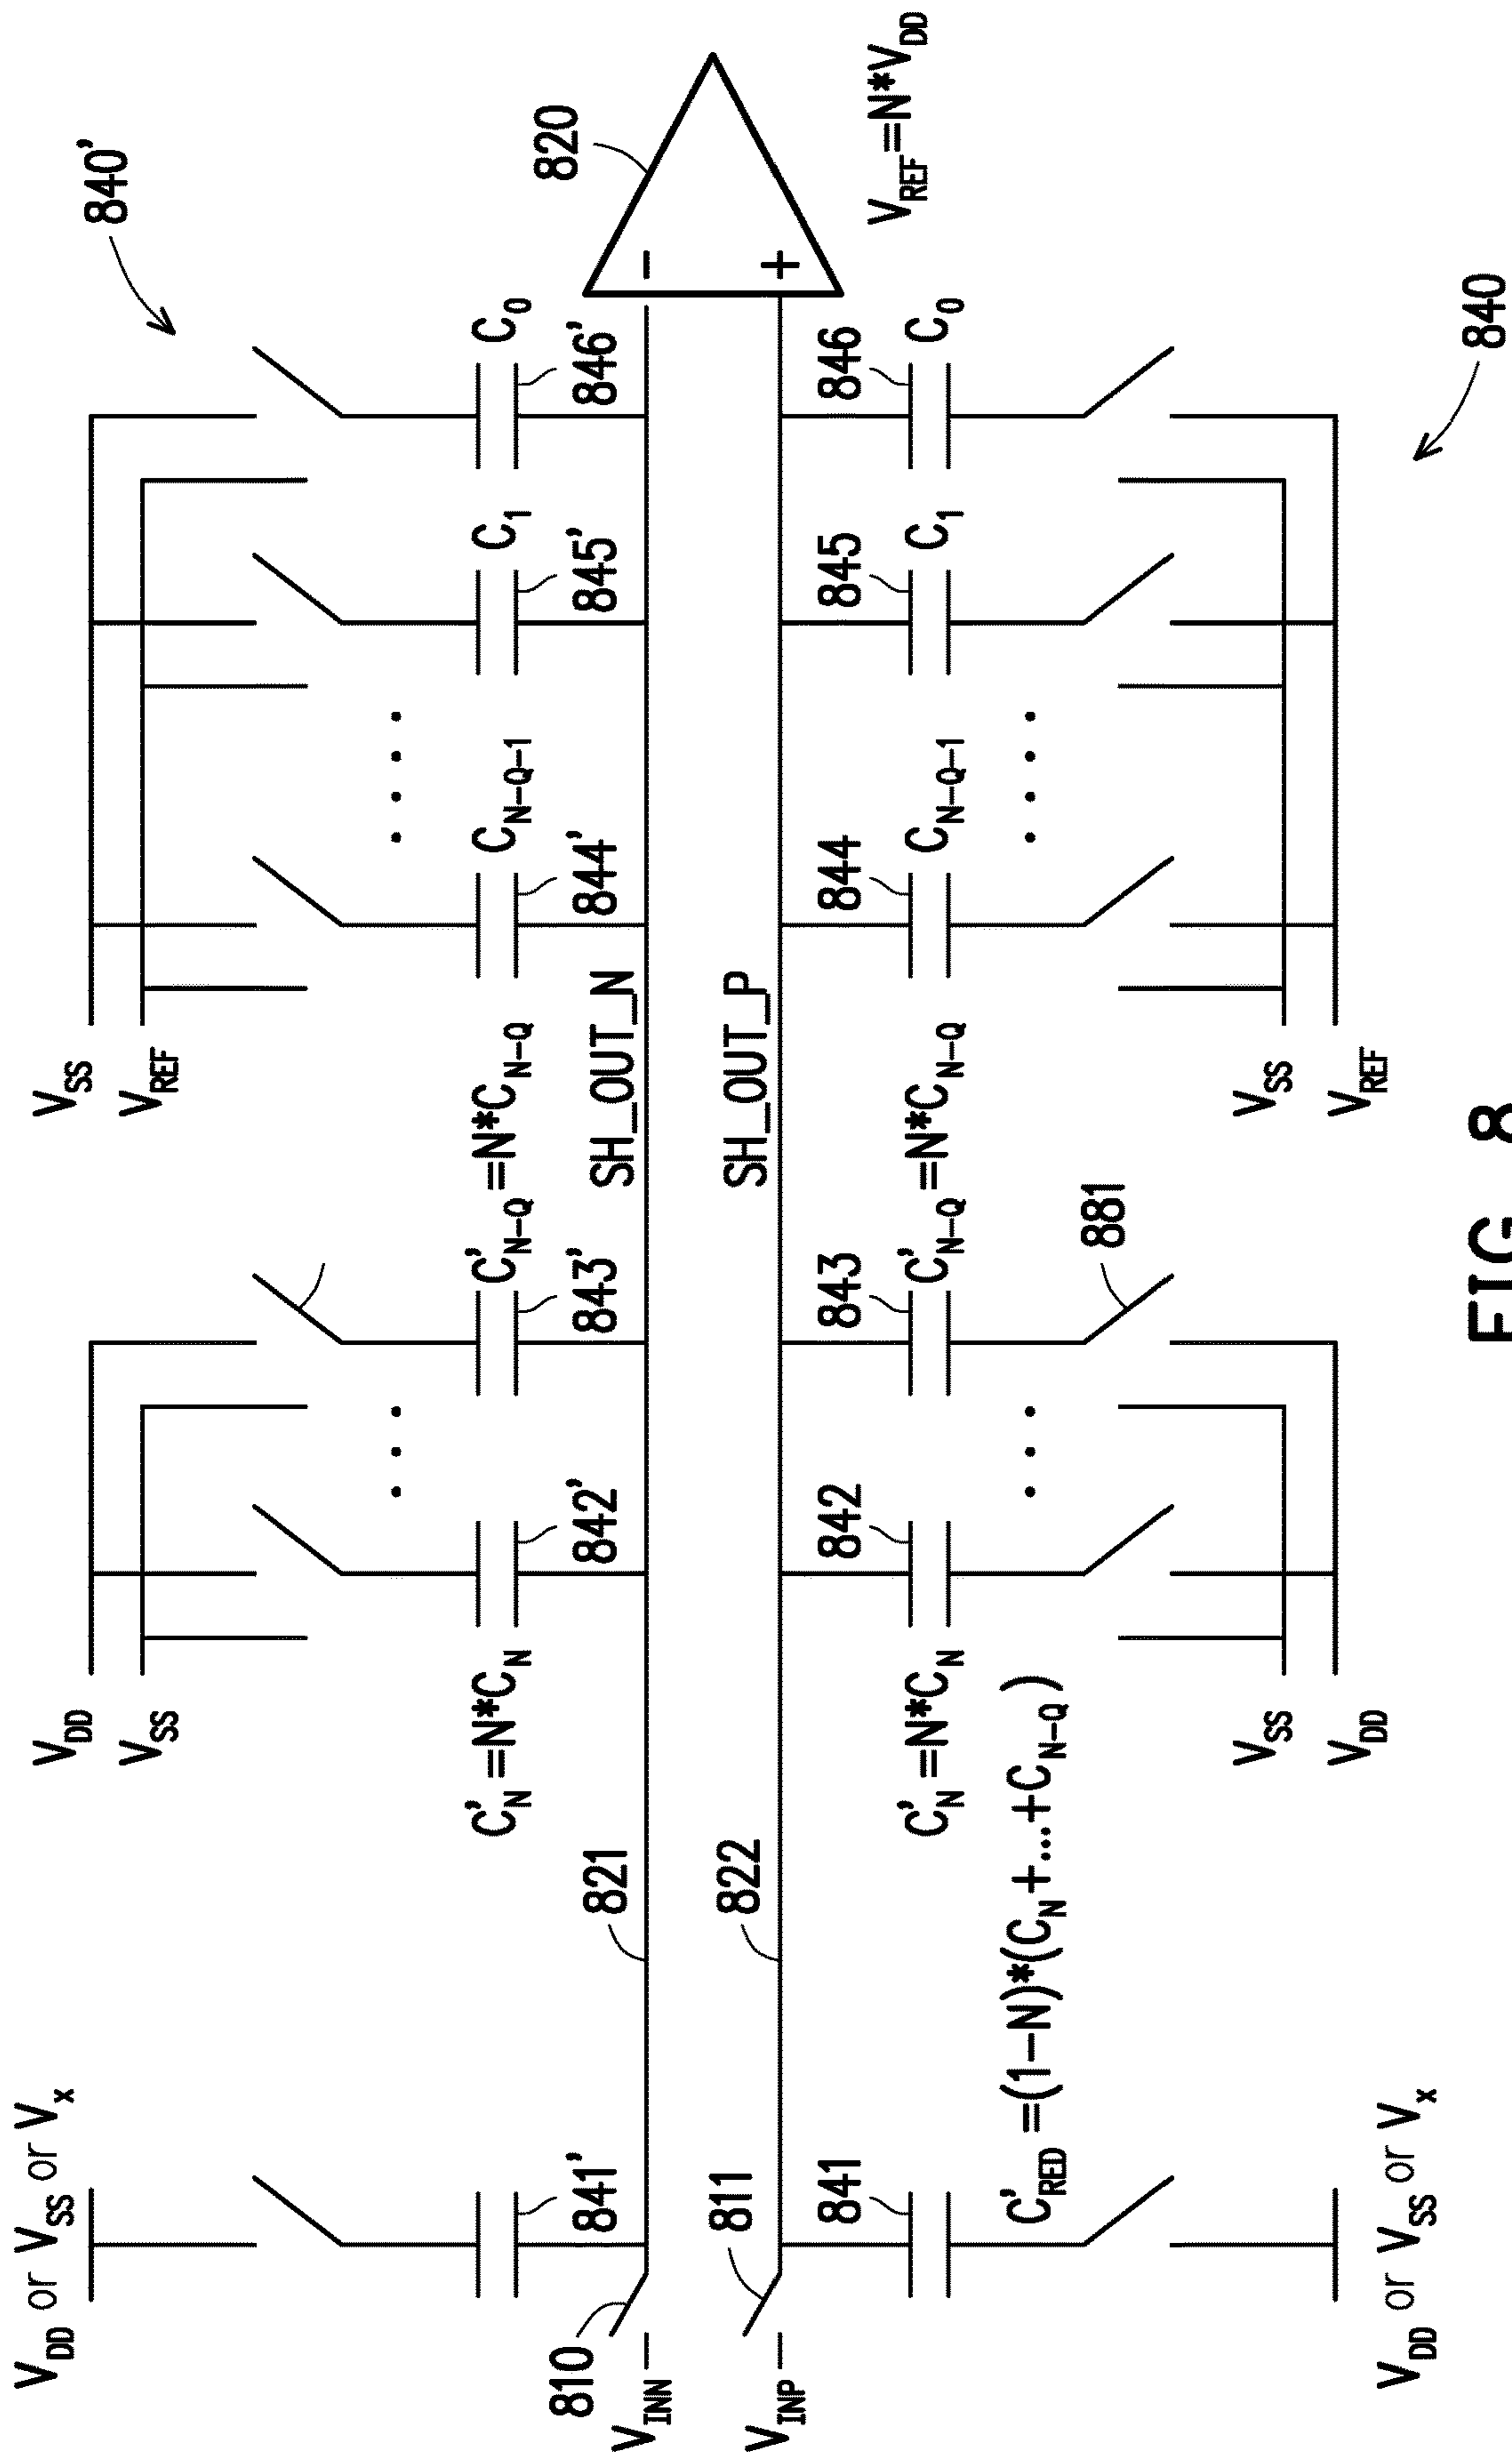 V_DD or V_SS or V_x
V_DD
V_SS
V_SS
V_REF
840'
841'
C'_N=N*C_N
842'
C'_N-Q=N*C_N-Q
843'
C_N-Q-1
844'
C_1
845'
C_0
846'
820
810
V_INN
821
SH_OUT_N
−
811
V_INP
822
SH_OUT_P
+
V_REF=N*V_DD
841
C'_RED=(1−N)*(C_N+...+C_N-Q)
C'_N=N*C_N
842
C'_N-Q=N*C_N-Q
843
881
C_N-Q-1
844
C_1
845
C_0
846
V_DD or V_SS or V_x
V_SS
V_DD
V_SS
V_REF
840
FIG. 8